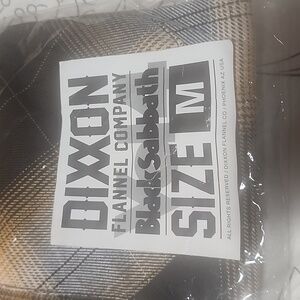 DIXXON
FLANNEL COMPANY
Black Sabbath
SIZE M
ALL RIGHTS RESERVED / DIXXON FLANNEL CO / PHOENIX AZ USA